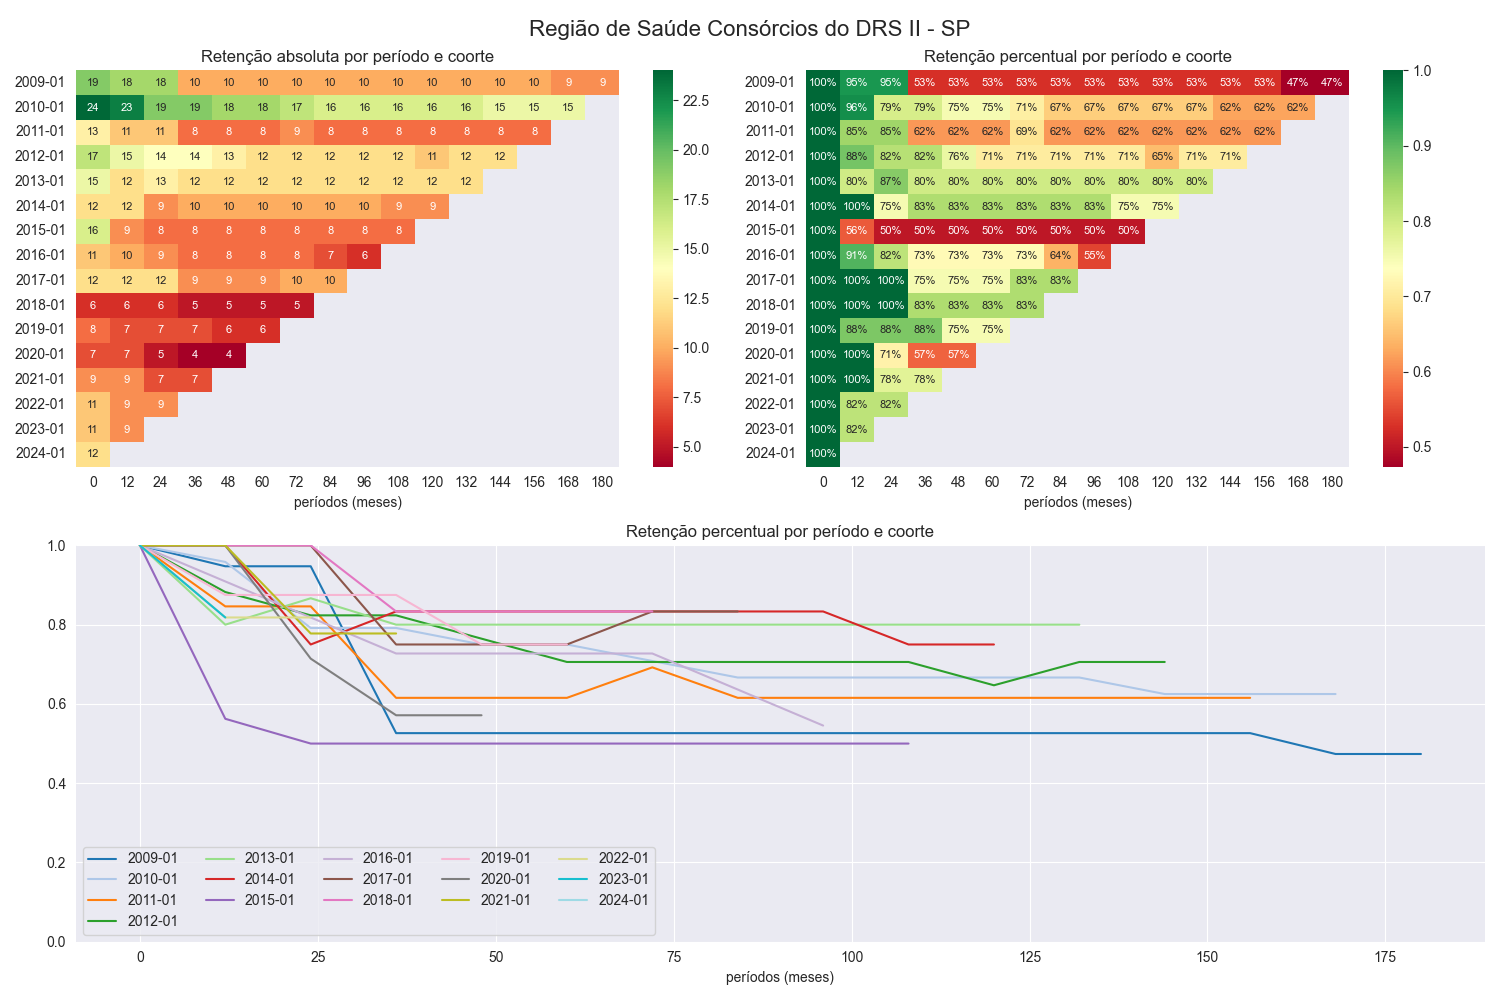 Região de Saúde Consórcios do DRS II - SP
Retenção absoluta por período e coorte
2009-01 19 18 18 10 10 10 10 10 10 10 10 10 10 10 9 9
2010-01 24 23 19 19 18 18 17 16 16 16 16 16 15 15 15
2011-01 13 11 11 8 8 8 9 8 8 8 8 8 8 8
2012-01 17 15 14 14 13 12 12 12 12 12 11 12 12
2013-01 15 12 13 12 12 12 12 12 12 12 12 12
2014-01 12 12 9 10 10 10 10 10 10 9 9
2015-01 16 9 8 8 8 8 8 8 8 8
2016-01 11 10 9 8 8 8 8 7 6
2017-01 12 12 12 9 9 9 10 10
2018-01 6 6 6 5 5 5 5
2019-01 8 7 7 7 6 6
2020-01 7 7 5 4 4
2021-01 9 9 7 7
2022-01 11 9 9
2023-01 11 9
2024-01 12
0 12 24 36 48 60 72 84 96 108 120 132 144 156 168 180
períodos (meses)
22.5
20.0
17.5
15.0
12.5
10.0
7.5
5.0
Retenção percentual por período e coorte
2009-01 100% 95% 95% 53% 53% 53% 53% 53% 53% 53% 53% 53% 53% 53% 47% 47%
2010-01 100% 96% 79% 79% 75% 75% 71% 67% 67% 67% 67% 67% 62% 62% 62%
2011-01 100% 85% 85% 62% 62% 62% 69% 62% 62% 62% 62% 62% 62% 62%
2012-01 100% 88% 82% 82% 76% 71% 71% 71% 71% 71% 65% 71% 71%
2013-01 100% 80% 87% 80% 80% 80% 80% 80% 80% 80% 80% 80%
2014-01 100% 100% 75% 83% 83% 83% 83% 83% 83% 75% 75%
2015-01 100% 56% 50% 50% 50% 50% 50% 50% 50% 50%
2016-01 100% 91% 82% 73% 73% 73% 73% 64% 55%
2017-01 100% 100% 100% 75% 75% 75% 83% 83%
2018-01 100% 100% 100% 83% 83% 83% 83%
2019-01 100% 88% 88% 88% 75% 75%
2020-01 100% 100% 71% 57% 57%
2021-01 100% 100% 78% 78%
2022-01 100% 82% 82%
2023-01 100% 82%
2024-01 100%
0 12 24 36 48 60 72 84 96 108 120 132 144 156 168 180
períodos (meses)
1.0
0.9
0.8
0.7
0.6
0.5
Retenção percentual por período e coorte
1.0
0.8
0.6
0.4
0.2
0.0
2009-01 2013-01 2016-01 2019-01 2022-01
2010-01 2014-01 2017-01 2020-01 2023-01
2011-01 2015-01 2018-01 2021-01 2024-01
2012-01
0 25 50 75 100 125 150 175
períodos (meses)